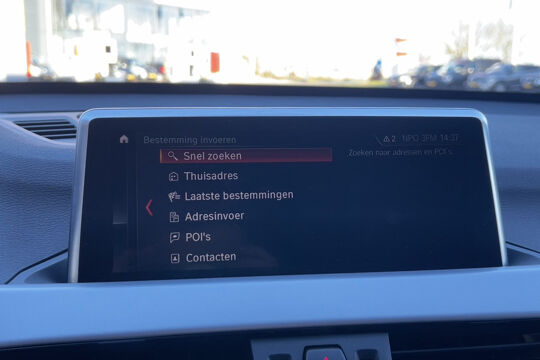 Bestemming invoeren
2 NPO 3FM 14:37
Snel zoeken
Zoeken naar adressen en POI's.
Thuisadres
Laatste bestemmingen
Adresinvoer
POI's
Contacten